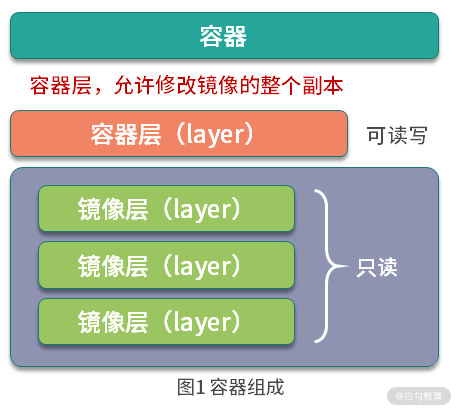 容器
容器层，允许修改镜像的整个副本
容器层（layer）
可读写
镜像层（layer）
镜像层（layer）
镜像层（layer）
只读
图1 容器组成
@拉勾教育